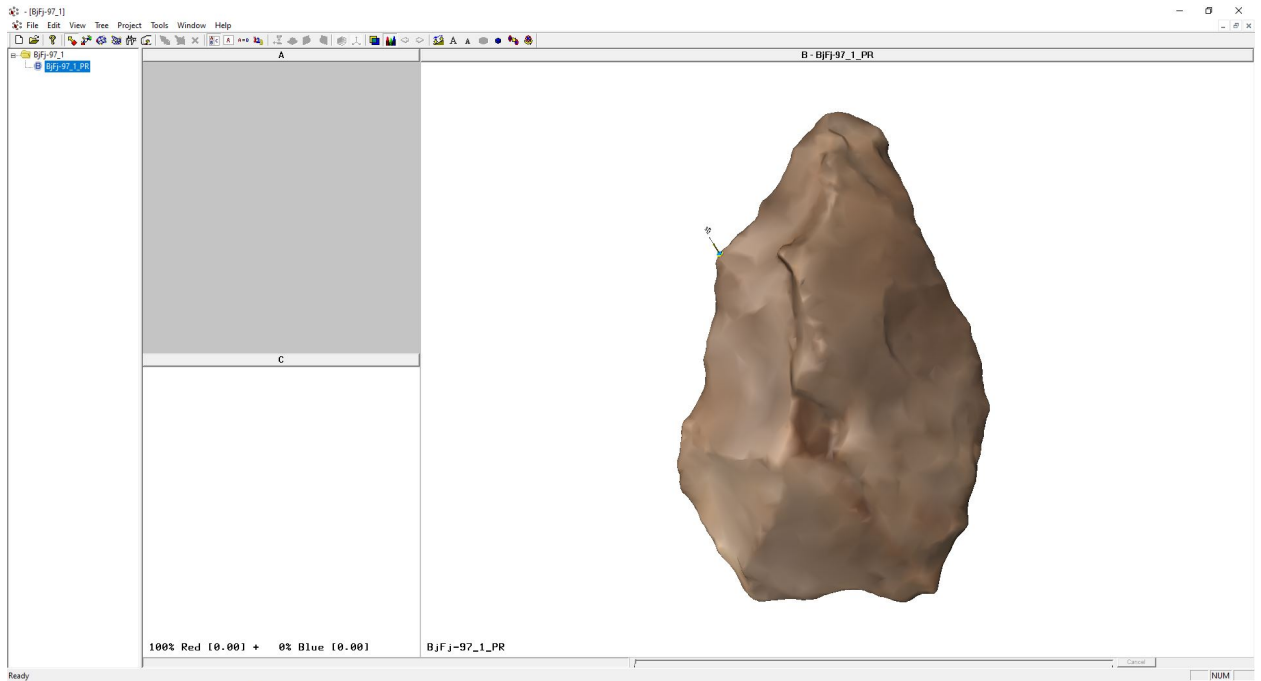 - [BjFj-97_1]
File Edit View Tree Project Tools Window Help
BjFj-97_1
BjFj-97_1_PR
A
B - BjFj-97_1_PR
C
100% Red [0.00] + 0% Blue [0.00]
BjFj-97_1_PR
Cancel
Ready
NUM